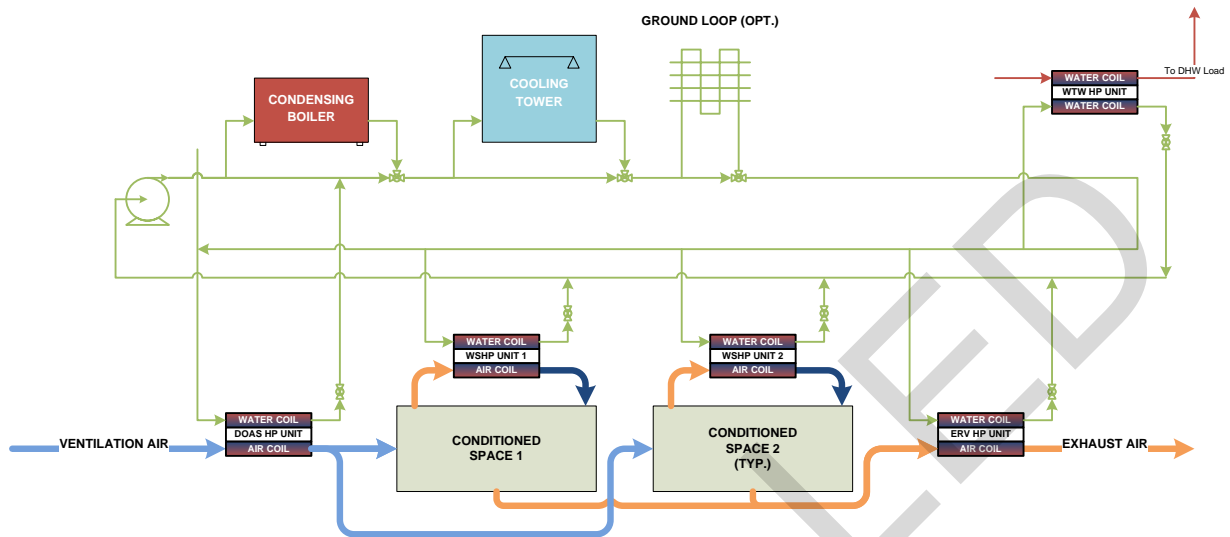 GROUND LOOP (OPT.)
To DHW Load
WATER COIL
WTW HP UNIT
WATER COIL
CONDENSING
BOILER
COOLING
TOWER
WATER COIL
WSHP UNIT 1
AIR COIL
WATER COIL
WSHP UNIT 2
AIR COIL
VENTILATION AIR
WATER COIL
DOAS HP UNIT
AIR COIL
CONDITIONED
SPACE 1
CONDITIONED
SPACE 2
(TYP.)
WATER COIL
ERV HP UNIT
AIR COIL
EXHAUST AIR
LED